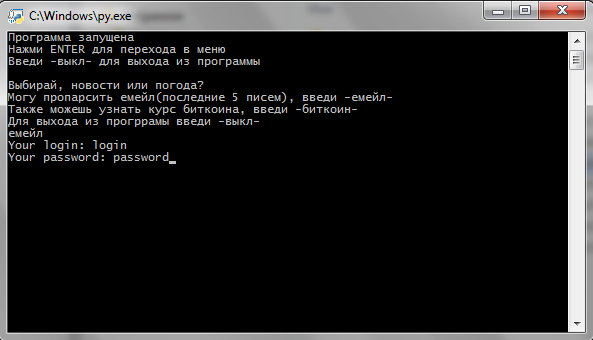 C:\Windows\py.exe
Программа запущена
Нажми ENTER для перехода в меню
Введи -выкл- для выхода из программы
Выбирай, новости или погода?
Могу пропарсить емейл(последние 5 писем), введи -емейл-
Также можешь узнать курс биткоина, введи -биткоин-
Для выхода из прогррамы введи -выкл-
емейл
Your login: login
Your password: password